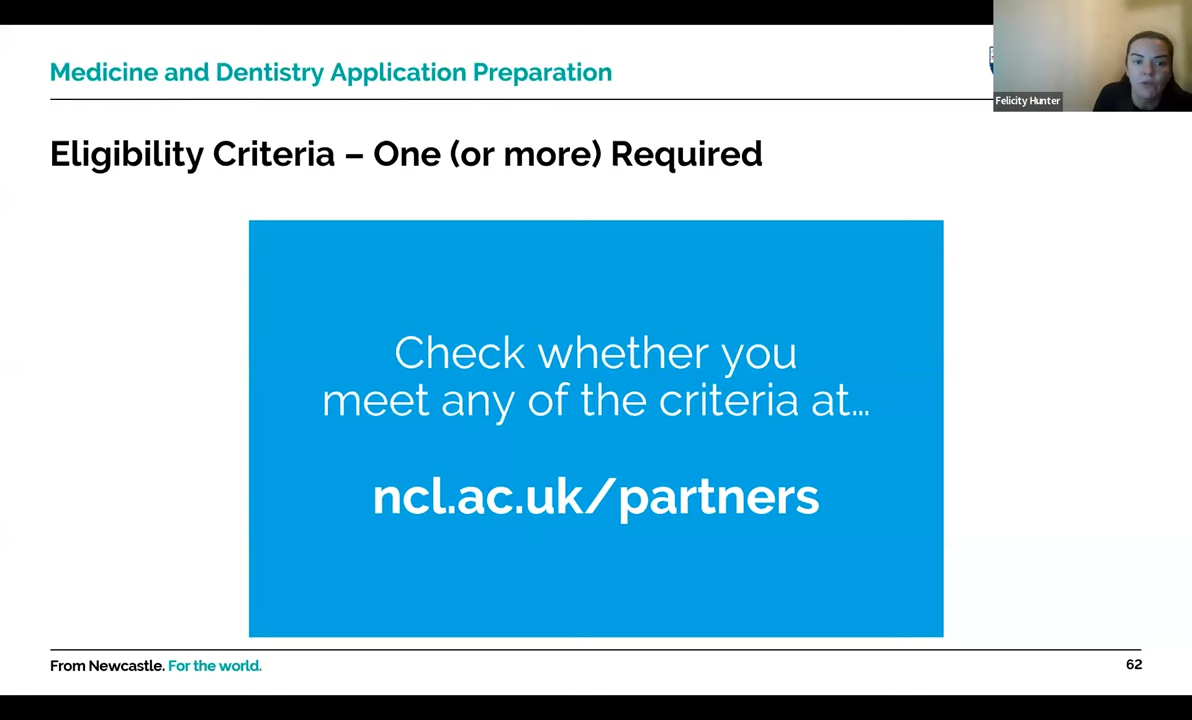 Medicine and Dentistry Application Preparation
Felicity Hunter
Eligibility Criteria – One (or more) Required
Check whether you
meet any of the criteria at...
ncl.ac.uk/partners
From Newcastle. For the world.
62